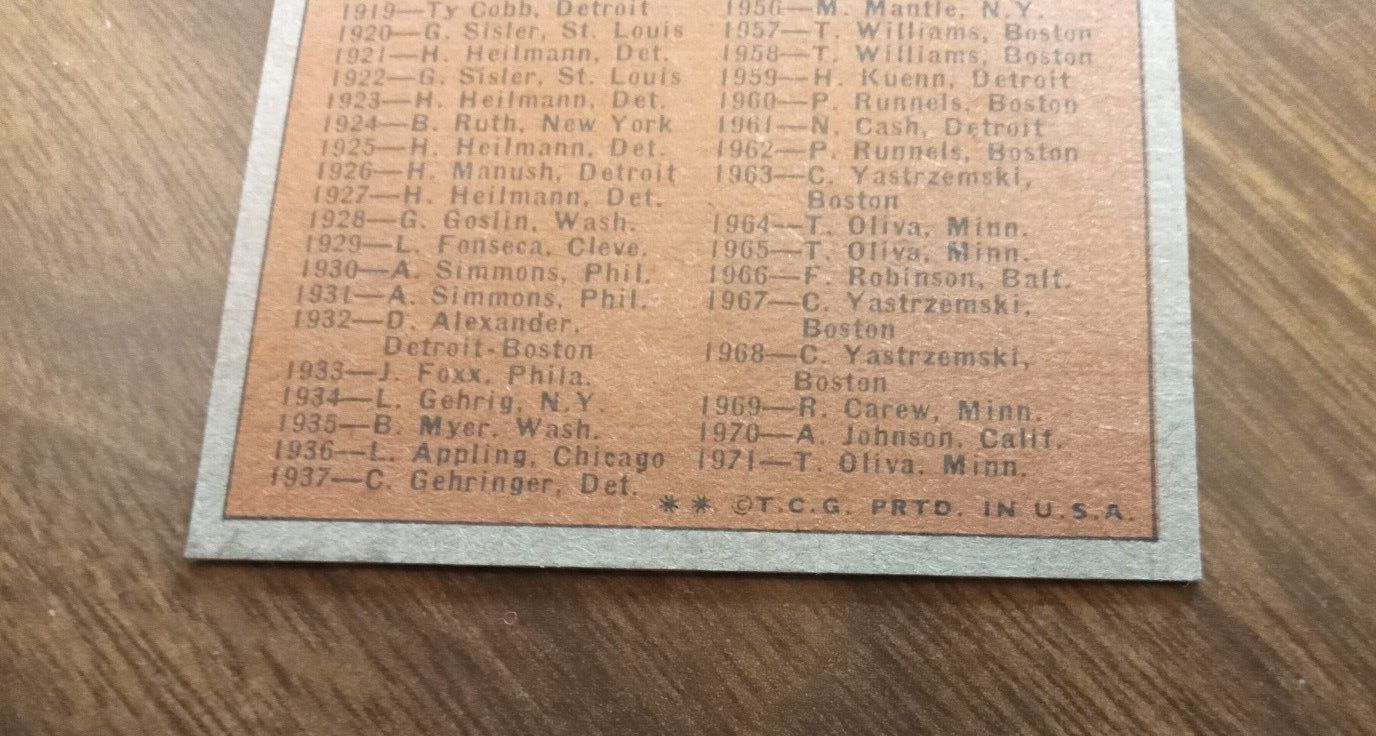 1919—Ty Cobb, Detroit
1920—G. Sisler, St. Louis
1921—H. Heilmann, Det.
1922—G. Sisler, St. Louis
1923—H. Heilmann, Det.
1924—B. Ruth, New York
1925—H. Heilmann, Det.
1926—H. Manush, Detroit
1927—H. Heilmann, Det.
1928—G. Goslin, Wash.
1929—L. Fonseca, Cleve.
1930—A. Simmons, Phil.
1931—A. Simmons, Phil.
1932—D. Alexander,
Detroit-Boston
1933—J. Foxx, Phila.
1934—L. Gehrig, N.Y.
1935—B. Myer, Wash.
1936—L. Appling, Chicago
1937—C. Gehringer, Det.
1956—M. Mantle, N.Y.
1957—T. Williams, Boston
1958—T. Williams, Boston
1959—H. Kuenn, Detroit
1960—P. Runnels, Boston
1961—N. Cash, Detroit
1962—P. Runnels, Boston
1963—C. Yastrzemski,
Boston
1964—T. Oliva, Minn.
1965—T. Oliva, Minn.
1966—F. Robinson, Balt.
1967—C. Yastrzemski,
Boston
1968—C. Yastrzemski,
Boston
1969—R. Carew, Minn.
1970—A. Johnson, Calif.
1971—T. Oliva, Minn.
** ©T.C.G. PRTD. IN U.S.A.